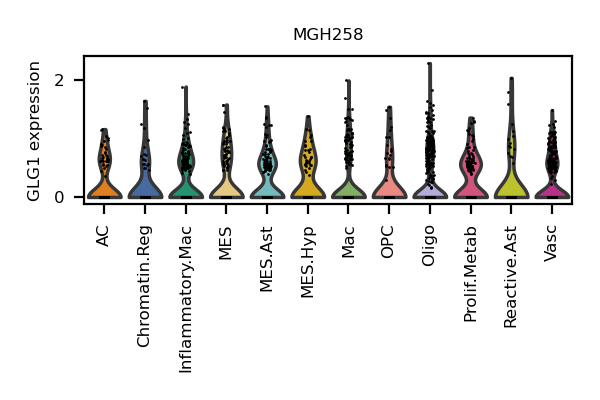 MGH258
GLG1 expression
2
0
AC
Chromatin.Reg
Inflammatory.Mac
MES
MES.Ast
MES.Hyp
Mac
OPC
Oligo
Prolif.Metab
Reactive.Ast
Vasc